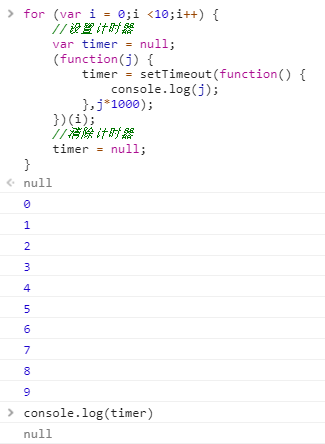 for (var i = 0;i <10;i++) {
    //设置计时器
    var timer = null;
    (function(j) {
        timer = setTimeout(function() {
            console.log(j);
        },j*1000);
    })(i);
    //清除计时器
    timer = null;
}
null
0
1
2
3
4
5
6
7
8
9
console.log(timer)
null